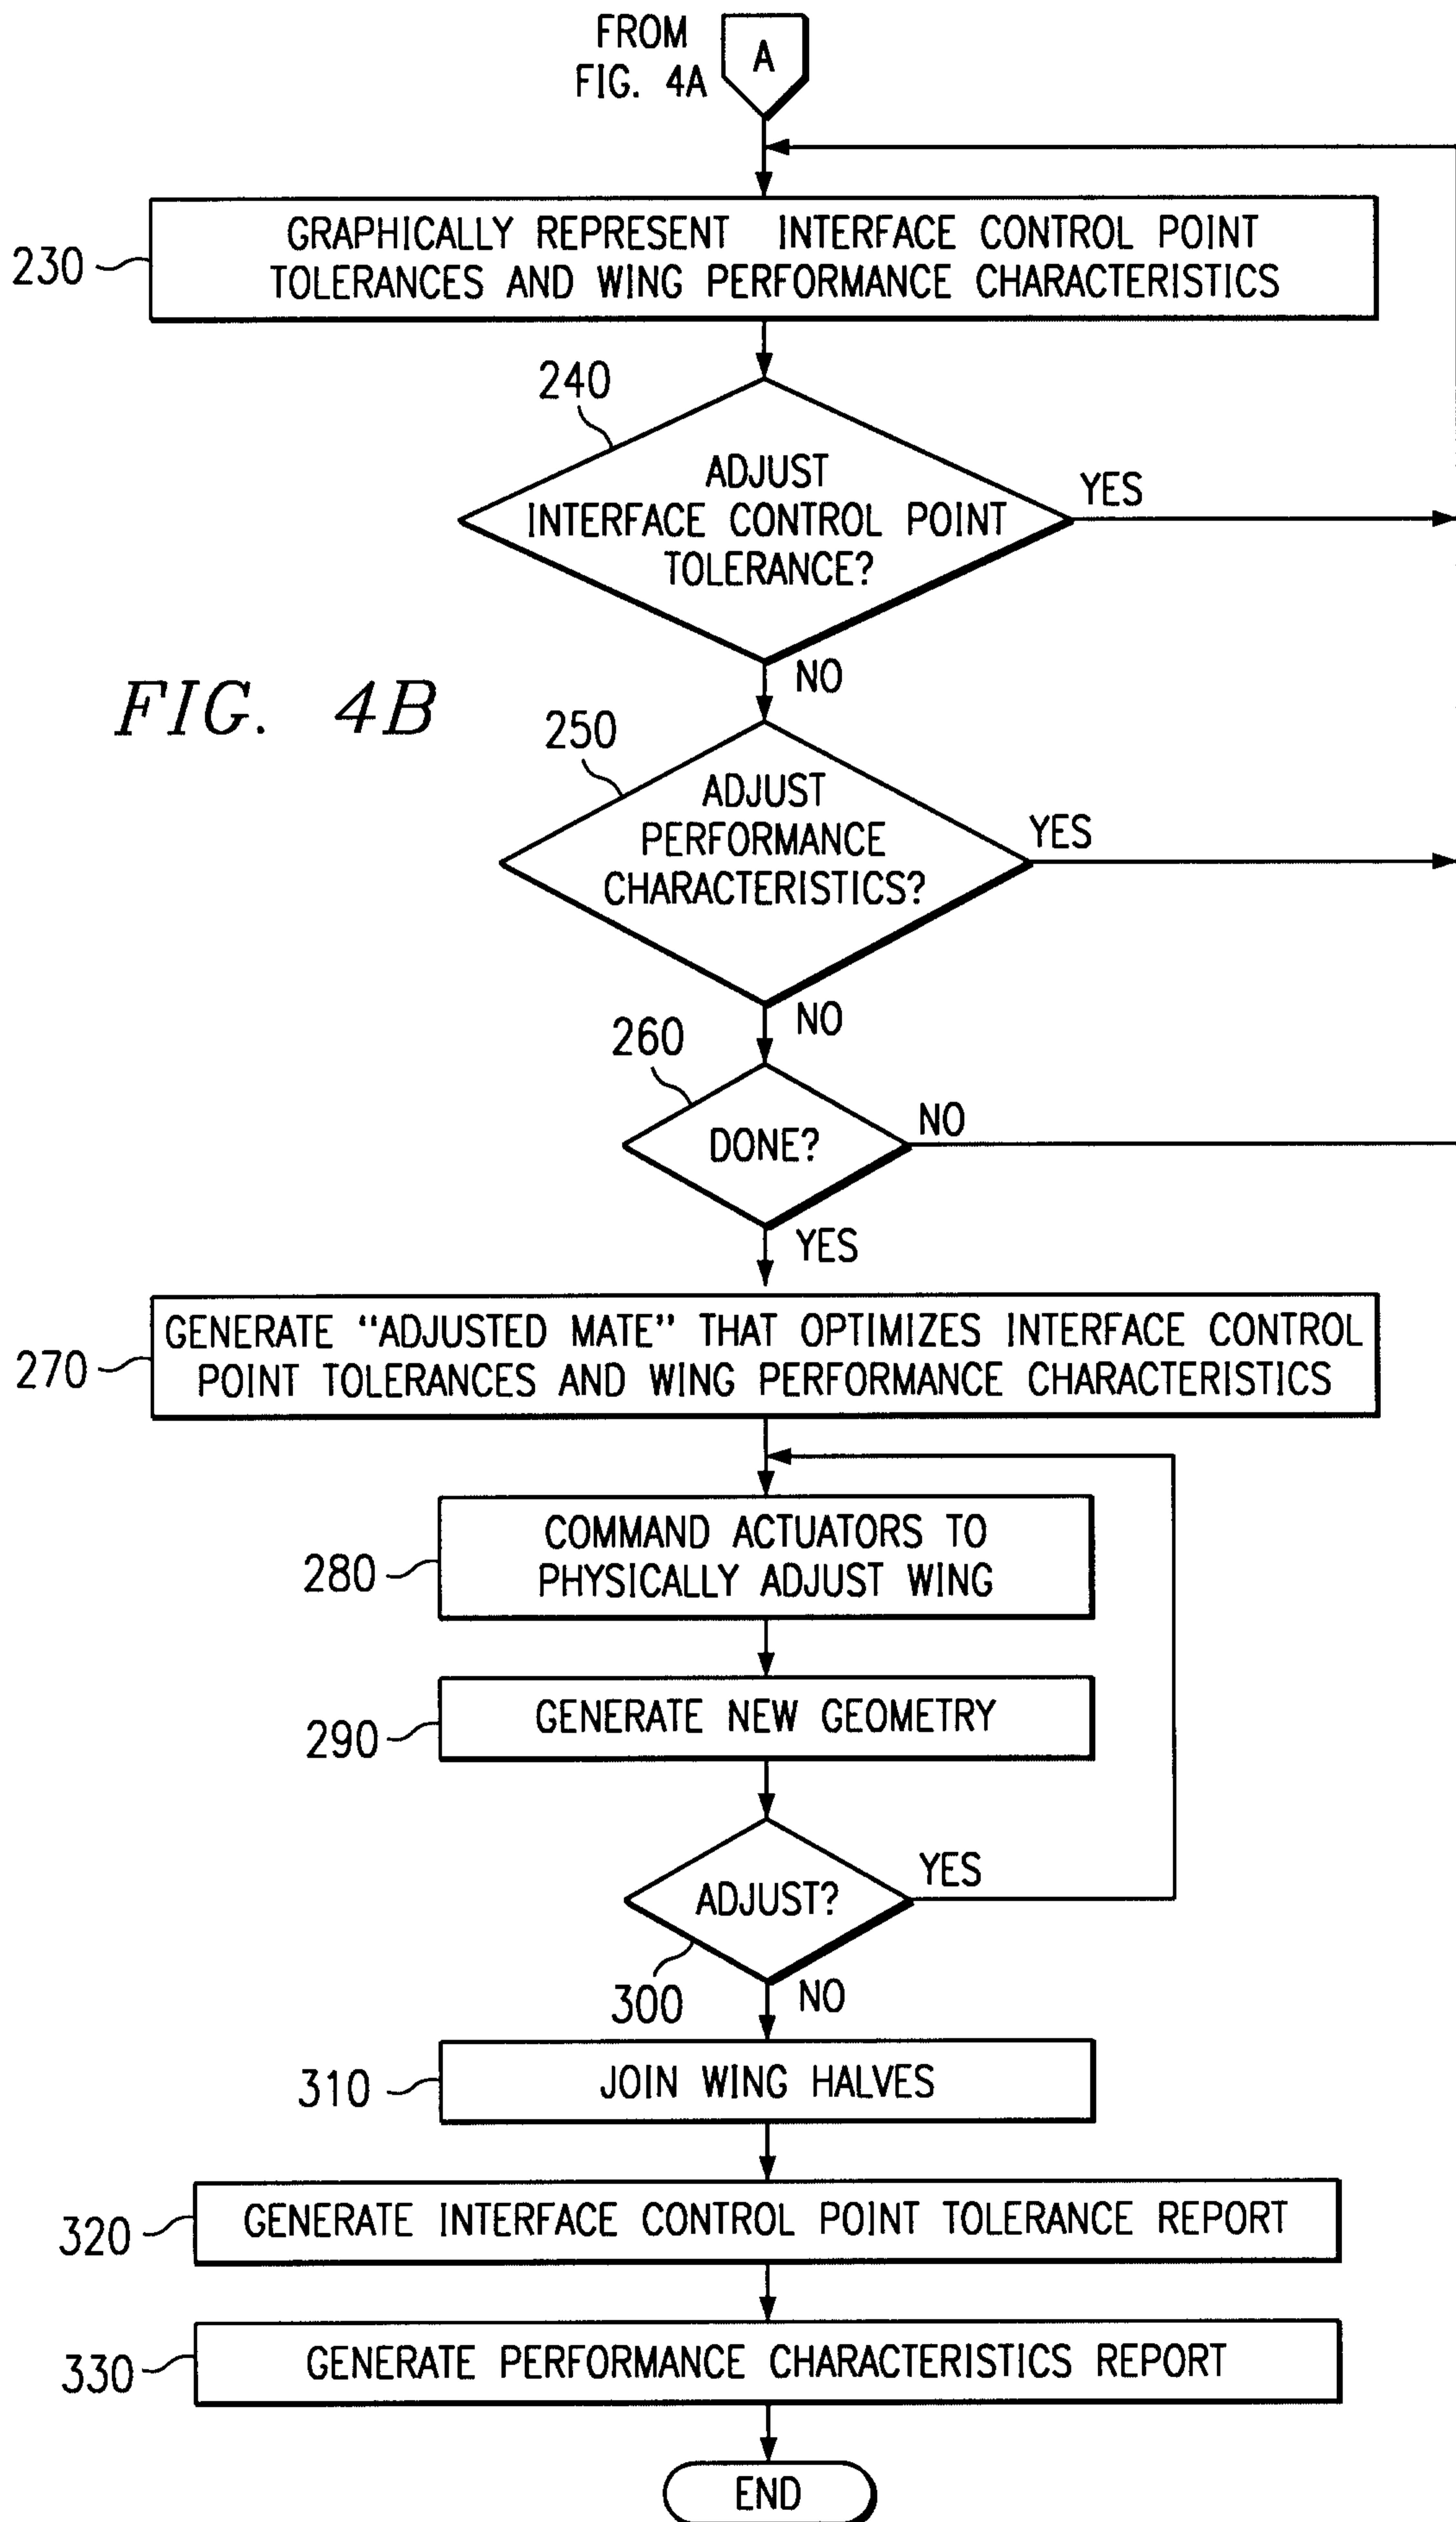 FROM
FIG. 4A
A
230
GRAPHICALLY REPRESENT INTERFACE CONTROL POINT
TOLERANCES AND WING PERFORMANCE CHARACTERISTICS
240
ADJUST
INTERFACE CONTROL POINT
TOLERANCE?
YES
NO
FIG. 4B
250
ADJUST
PERFORMANCE
CHARACTERISTICS?
YES
NO
260
DONE?
NO
YES
270
GENERATE "ADJUSTED MATE" THAT OPTIMIZES INTERFACE CONTROL
POINT TOLERANCES AND WING PERFORMANCE CHARACTERISTICS
280
COMMAND ACTUATORS TO
PHYSICALLY ADJUST WING
290
GENERATE NEW GEOMETRY
ADJUST?
YES
300
NO
310
JOIN WING HALVES
320
GENERATE INTERFACE CONTROL POINT TOLERANCE REPORT
330
GENERATE PERFORMANCE CHARACTERISTICS REPORT
END